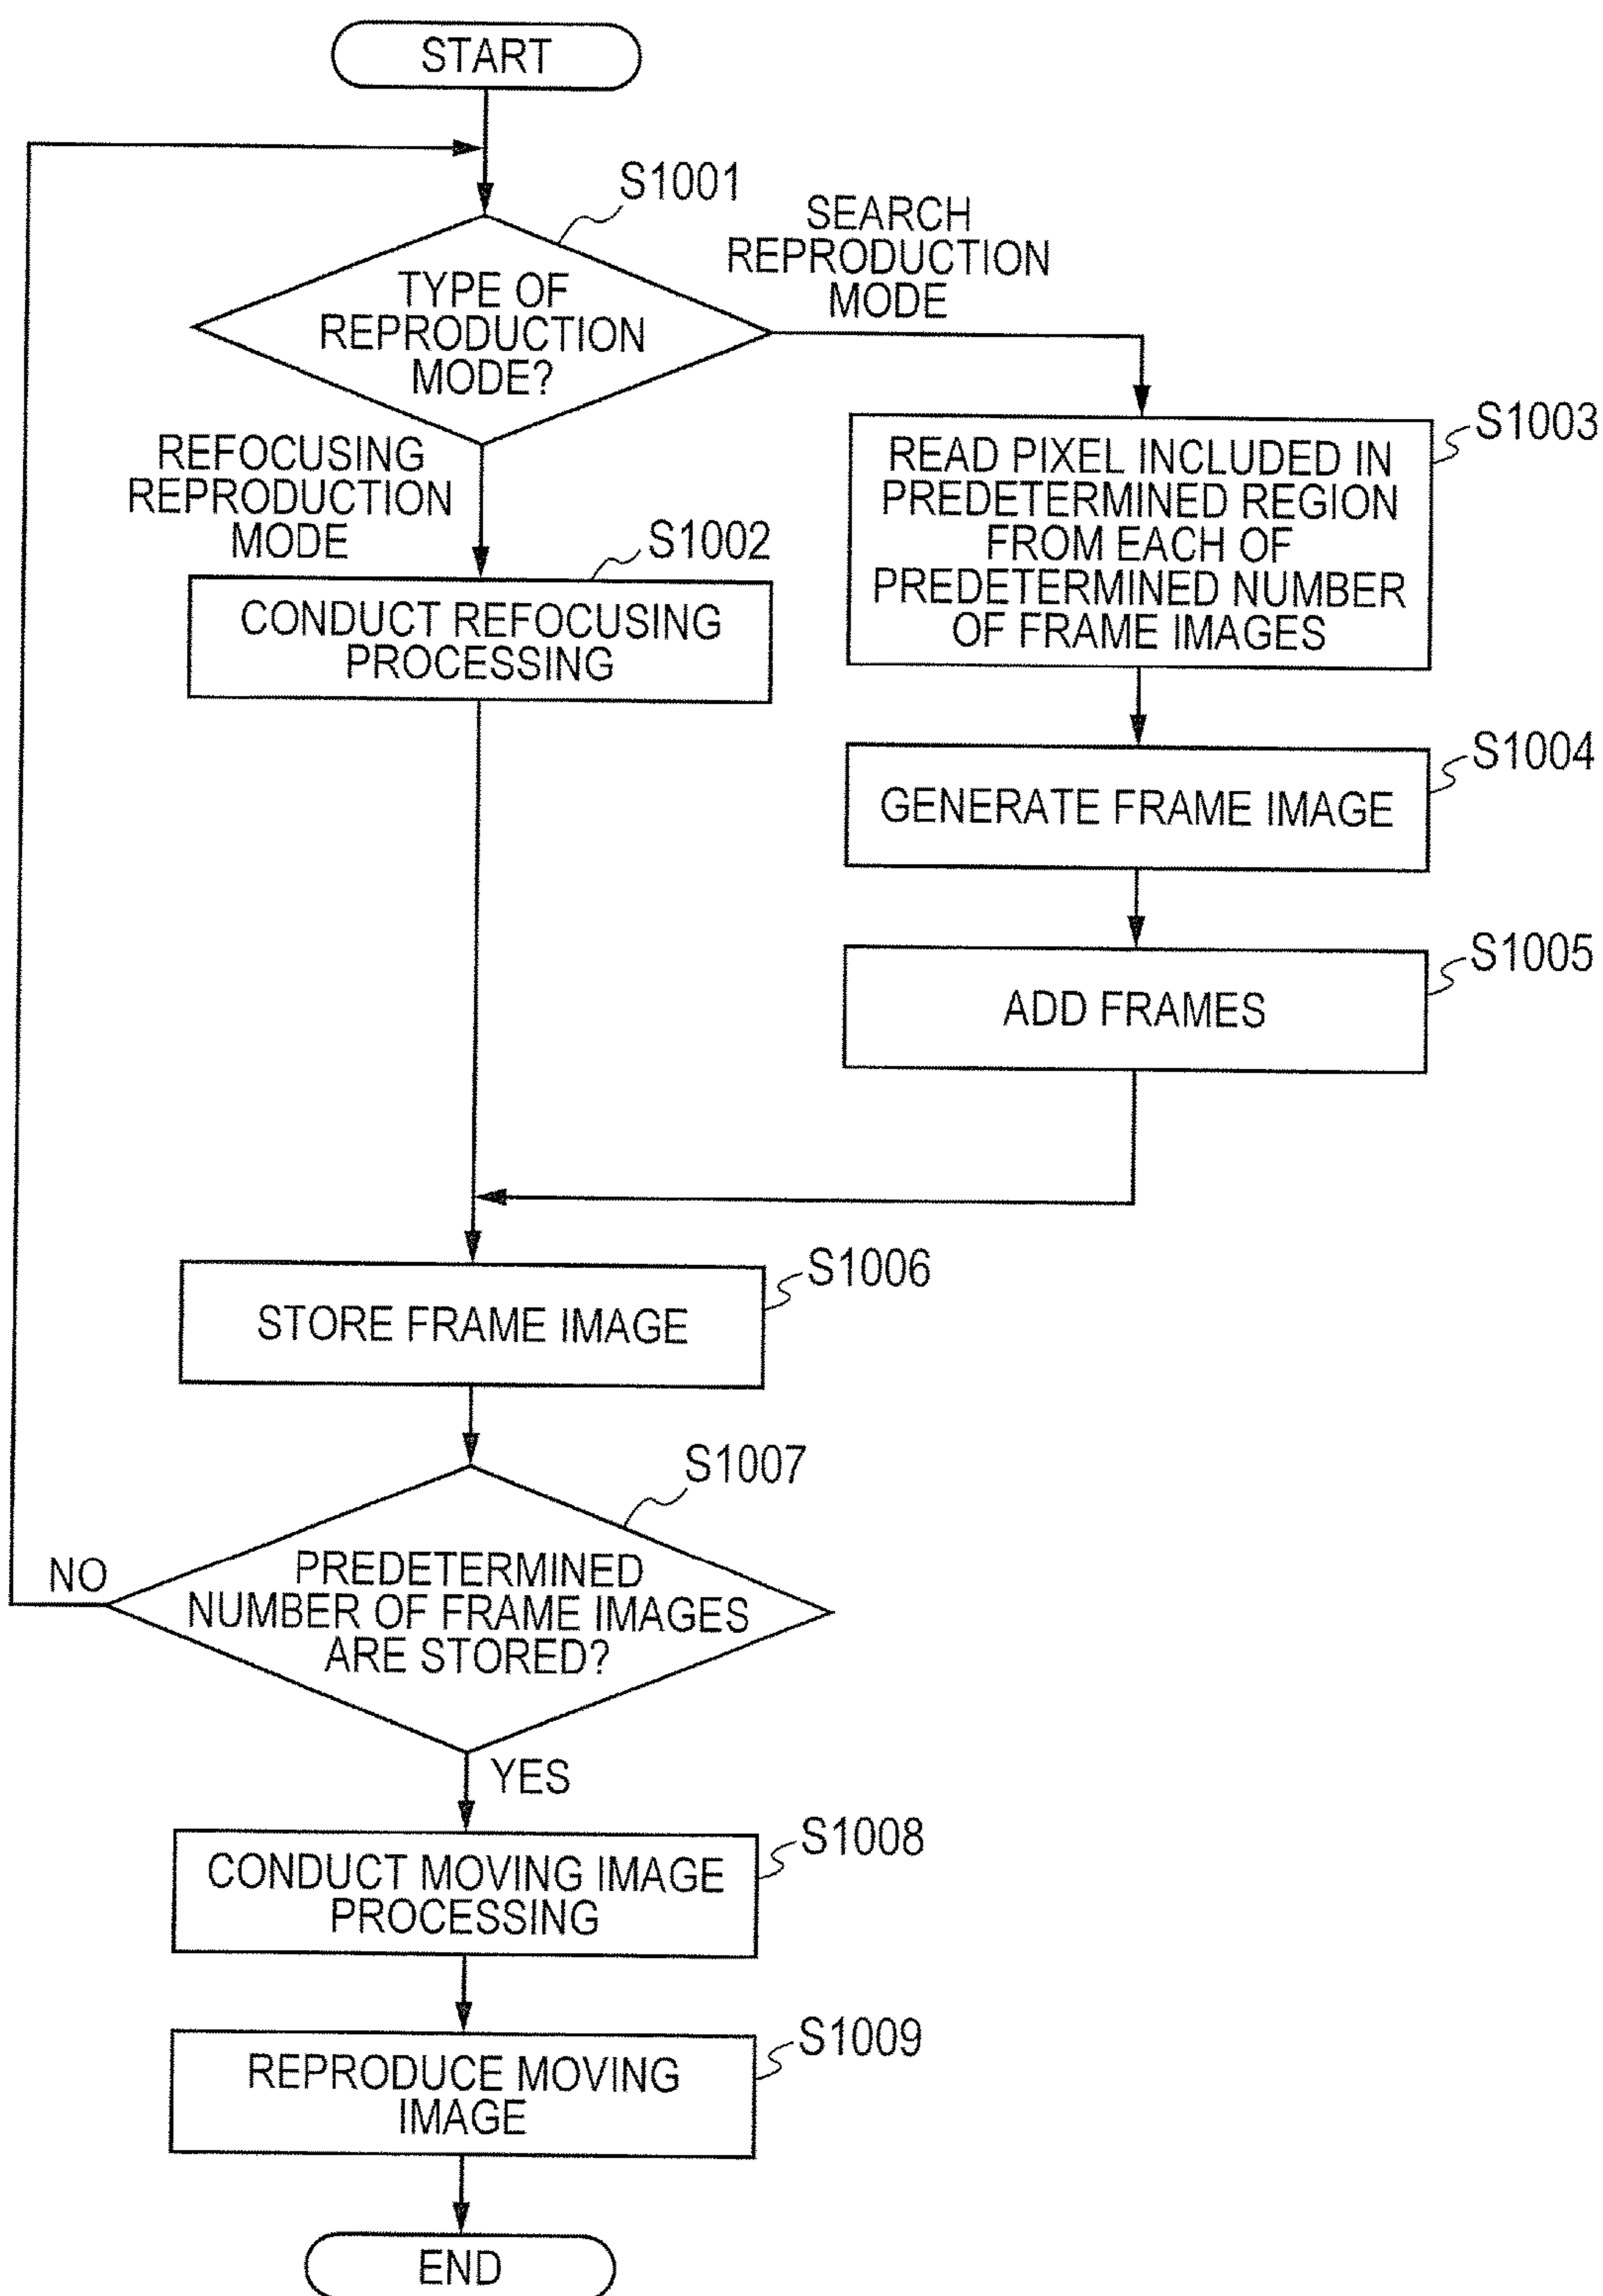 START
S1001
SEARCH
REPRODUCTION
MODE
TYPE OF
REPRODUCTION
MODE?
REFOCUSING
REPRODUCTION
MODE
S1003
READ PIXEL INCLUDED IN
PREDETERMINED REGION
FROM EACH OF
PREDETERMINED NUMBER
OF FRAME IMAGES
S1002
CONDUCT REFOCUSING
PROCESSING
S1004
GENERATE FRAME IMAGE
S1005
ADD FRAMES
S1006
STORE FRAME IMAGE
S1007
PREDETERMINED
NUMBER OF FRAME IMAGES
ARE STORED?
NO
YES
S1008
CONDUCT MOVING IMAGE
PROCESSING
S1009
REPRODUCE MOVING
IMAGE
END